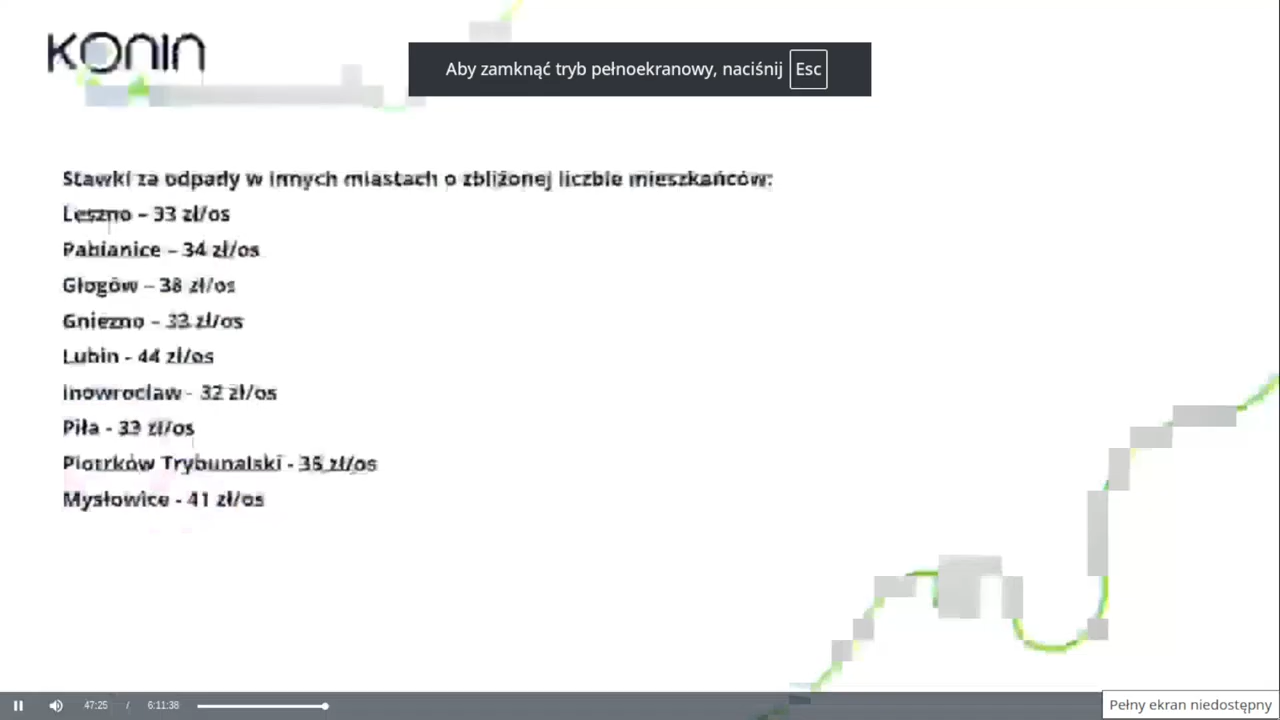 KONIN
Aby zamknąć tryb pełnoekranowy, naciśnij Esc
Stawki za odpady w innych miastach o zbliżonej liczbie mieszkańców:
Leszno – 33 zł/os
Pabianice – 34 zł/os
Głogów – 38 zł/os
Gniezno – 33 zł/os
Lubin - 44 zł/os
Inowrocław - 32 zł/os
Piła - 33 zł/os
Piotrków Trybunalski - 35 zł/os
Mysłowice - 41 zł/os
47:25 / 6:11:38
Pełny ekran niedostępny